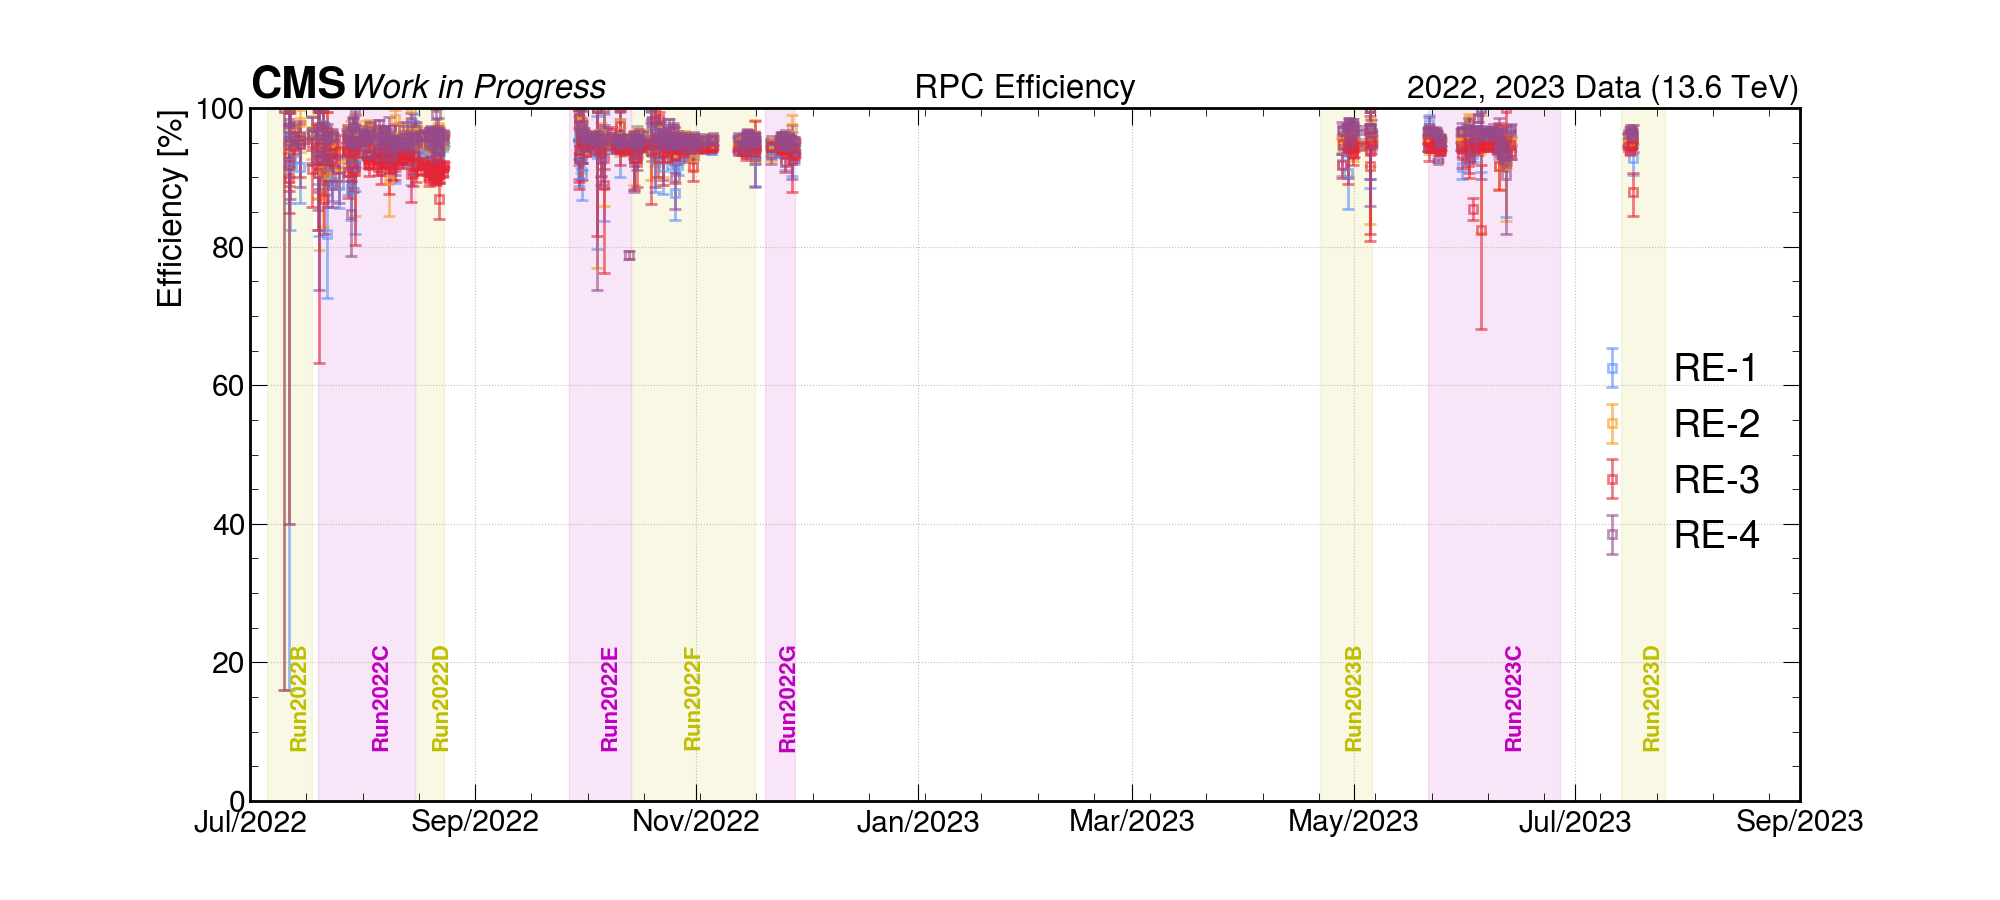 CMS Work in Progress RPC Efficiency 2022, 2023 Data (13.6 TeV)
Efficiency [%]
100
80
60
40
20
0
RE-1
RE-2
RE-3
RE-4
Run2022B Run2022C Run2022D Run2022E Run2022F Run2022G Run2023B Run2023C Run2023D
Jul/2022 Sep/2022 Nov/2022 Jan/2023 Mar/2023 May/2023 Jul/2023 Sep/2023